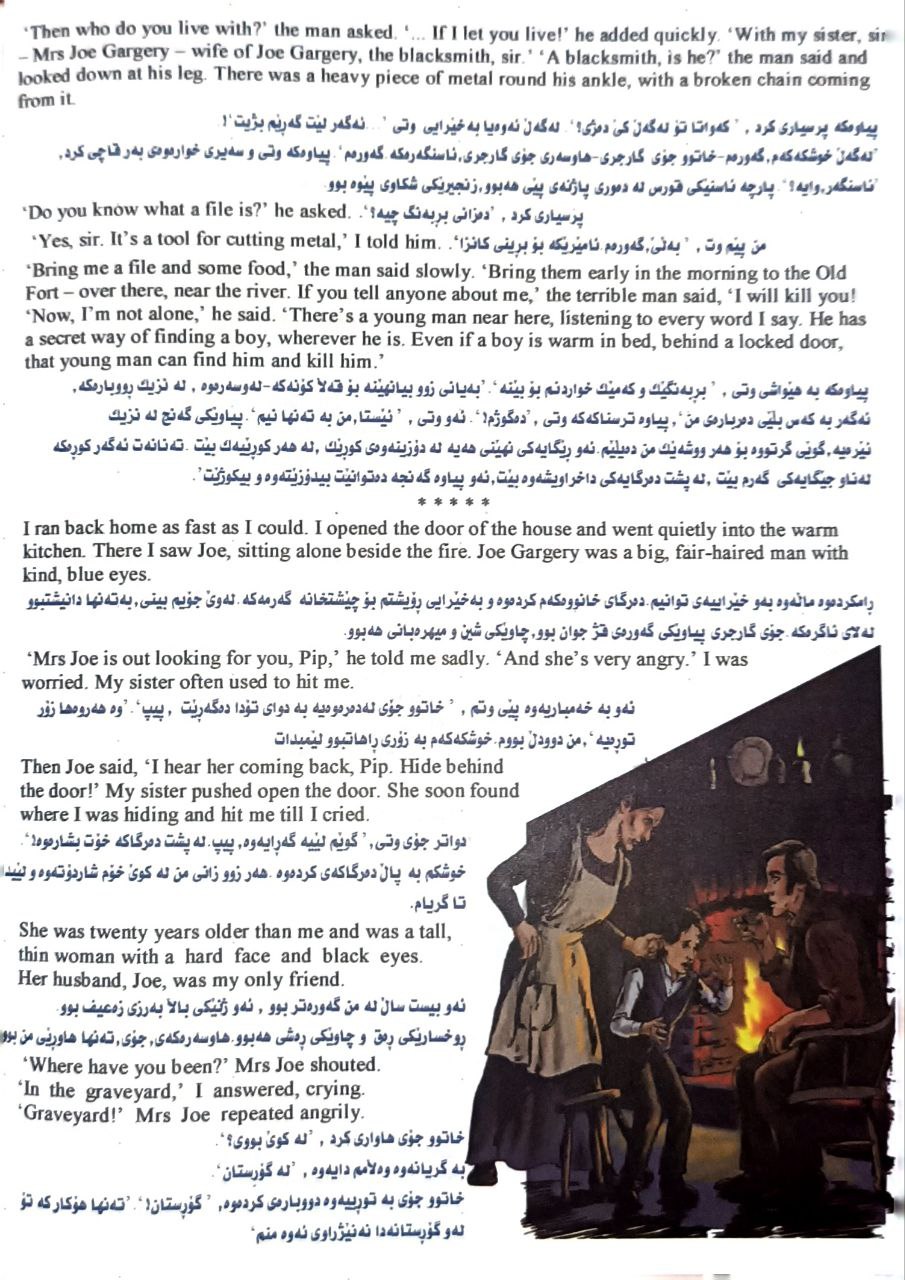 ‘Then who do you live with?’ the man asked. ‘... If I let you live!’ he added quickly. ‘With my sister, sir
– Mrs Joe Gargery – wife of Joe Gargery, the blacksmith, sir.’ ‘A blacksmith, is he?’ the man said and
looked down at his leg. There was a heavy piece of metal round his ankle, with a broken chain coming
from it.
پیاوەکە پرسیاری کرد , ’ کەواتا تۆ لەگەڵ کێ دەژی؟‘. لەگەڵ ئەوەیا بەخێرایی وتی ’...ئەگەر لێت گەڕێم بژیت‘!
’لەگەڵ خوشکەکەم,گەورەم-خاتوو جۆی گارجری-هاوسەری جۆی گارجری,ئاسنگەرەکە.گەورەم‘. پیاوەکە وتی و سەیری خوارەوەی بەر قاچی کرد,
’ئاسنگەر,وایە؟‘. پارچە ئاسنێکی قورس لە دەوری پاژنەی پێی هەبوو,زنجیرێکی شکاوی پێوە بوو.
‘Do you know what a file is?’ he asked. .‘پرسیاری کرد , ’دەزانی بڕبەنگ چیە؟
‘Yes, sir. It’s a tool for cutting metal,’ I told him. .‘من پێم وت , ’ بەڵێ,گەورەم.ئامێرێکە بۆ بڕینی کانزا
‘Bring me a file and some food,’ the man said slowly. ‘Bring them early in the morning to the Old
Fort – over there, near the river. If you tell anyone about me,’ the terrible man said, ‘I will kill you!
‘Now, I’m not alone,’ he said. ‘There’s a young man near here, listening to every word I say. He has
a secret way of finding a boy, wherever he is. Even if a boy is warm in bed, behind a locked door,
that young man can find him and kill him.’
پیاوەکە بە هێواشی وتی , ’ بڕبەنگێك و کەمێك خواردنم بۆ بێنە‘.’بەیانی زوو بیانهێنە بۆ قەڵا کۆنەکە-لەوسەرەوە , لە نزیك ڕووبارەکە,
ئەگەر بە کەس بڵێی دەربارەی من‘, پیاوە ترسناکەکە وتی , ’دەتکوژم!‘. ئەو وتی , ’ ئێستا,من بە تەنها نیم‘. پیاوێکی گەنج لە نزیك
ئێرەیە,گوێی گرتووە بۆ هەر ووشەیەك من دەیڵێم. ئەو ڕێگایەکی نهێنی هەیە لە دۆزینەوەی کوڕێك ,لە هەر کوێیەك بێت . تەنانەت ئەگەر کوڕەکە
لەناو جێگایەکی گەرم بێت ,لە پشت دەرگایەکی داخراویشەوە بێت,ئەو پیاوە گەنجە دەتوانێت بیدۆزێتەوە و بیکوژێت‘.
* * * * *
I ran back home as fast as I could. I opened the door of the house and went quietly into the warm
kitchen. There I saw Joe, sitting alone beside the fire. Joe Gargery was a big, fair-haired man with
kind, blue eyes.
ڕامکردەوە ماڵەوە بەو خێراییەی توانیم.دەرگای خانووەکەم کردەوە و بەخێرایی ڕۆیشتم بۆ چێشتخانە گەرمەکە. لەوێ جۆیم بینی,بەتەنها دانیشتبوو
لەلای ئاگرەکە. جۆی گارجری پیاوێکی گەورەی قژ جوان بوو,چاوێکی شین و میهرەبانی هەبوو.
‘Mrs Joe is out looking for you, Pip,’ he told me sadly. ‘And she’s very angry.’ I was
worried. My sister often used to hit me.
ئەو بە خەمبارییەوە پێی وتم , ’ خاتوو جۆی لەدەرەوەیە بە دوای تۆدا دەگەڕێت , پیپ‘. ’وە هەروەها زۆر
تورەیە‘,من دوودڵ بووم.خوشکەکەم بە زۆری ڕاهاتبوو لێمبدات
Then Joe said, ‘I hear her coming back, Pip. Hide behind
the door!’ My sister pushed open the door. She soon found
where I was hiding and hit me till I cried.
دواتر جۆی وتی,’ گوێم لێیە گەڕایەوە, پیپ.لە پشت دەرگاکە خۆت بشارەوە!‘.
خوشکم بە پاڵ دەرگاکەی کردەوە .هەر زوو زانی من لە کوێ خۆم شاردۆتەوە و لێیدا
تا گریام.
She was twenty years older than me and was a tall,
thin woman with a hard face and black eyes.
Her husband, Joe, was my only friend.
ئەو بیست ساڵ لە من گەورەتر بوو , ئەو ژنێکی باڵا بەرزی زەعیف بوو.
ڕوخسارێکی ڕەق و چاوێکی ڕەشی هەبوو.هاوسەرەکەی,جۆی,تەنها هاوڕێی من بوو
‘Where have you been?’ Mrs Joe shouted.
‘In the graveyard,’ I answered, crying.
‘Graveyard!’ Mrs Joe repeated angrily.
خاتوو جۆی هاواری کرد , ’لە کوێ بووی؟‘.
بە گریانەوە وەڵامم دایەوە , ’لە گۆڕستان‘.
خاتوو جۆی بە توڕییەوە دووبارەی کردەوە, ’ گۆڕستان!‘. ’تەنها هۆکار کە تۆ
لەو گۆڕستانەدا نەنێژراوی ئەوە منم‘